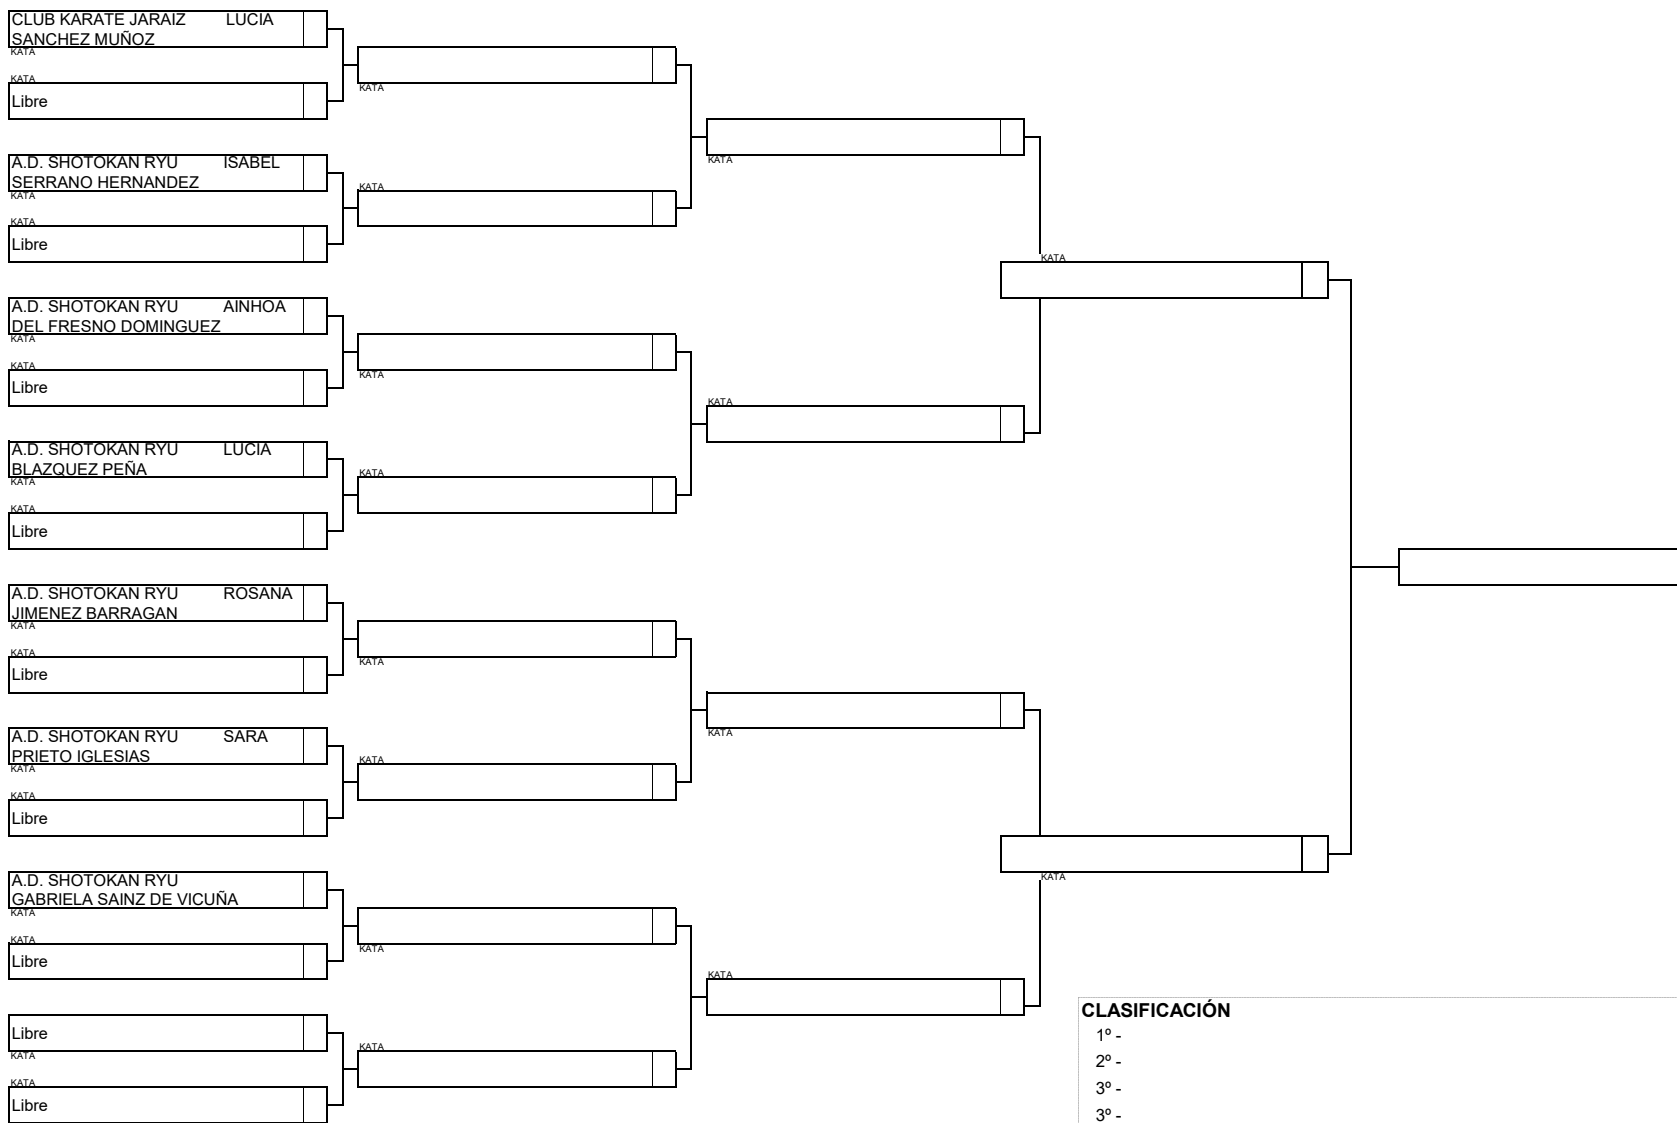 CLUB KARATE JARAIZ LUCIA
SANCHEZ MUÑOZ
KATA
KATA
Libre
KATA
A.D. SHOTOKAN RYU ISABEL
SERRANO HERNANDEZ
KATA
KATA
Libre
KATA
KATA
A.D. SHOTOKAN RYU AINHOA
DEL FRESNO DOMINGUEZ
KATA
KATA
Libre
KATA
KATA
A.D. SHOTOKAN RYU LUCIA
BLAZQUEZ PEÑA
KATA
KATA
Libre
KATA
KATA
A.D. SHOTOKAN RYU ROSANA
JIMENEZ BARRAGAN
KATA
KATA
Libre
KATA
A.D. SHOTOKAN RYU SARA
PRIETO IGLESIAS
KATA
KATA
Libre
KATA
KATA
A.D. SHOTOKAN RYU
GABRIELA SAINZ DE VICUÑA
KATA
KATA
Libre
KATA
KATA
KATA
Libre
KATA
KATA
Libre
KATA
CLASIFICACIÓN
1º -
2º -
3º -
3º -